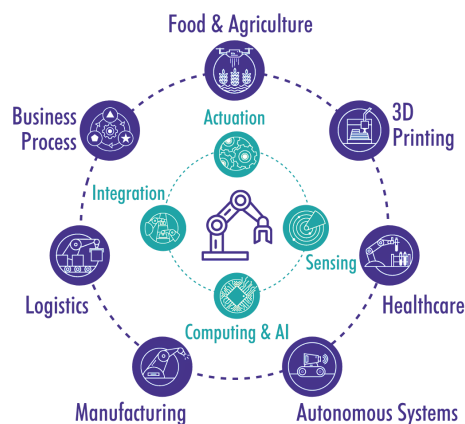 Food & Agriculture
Actuation
Business
Process
3D
Printing
Integration
Sensing
Logistics
Healthcare
Computing & AI
Manufacturing
Autonomous Systems